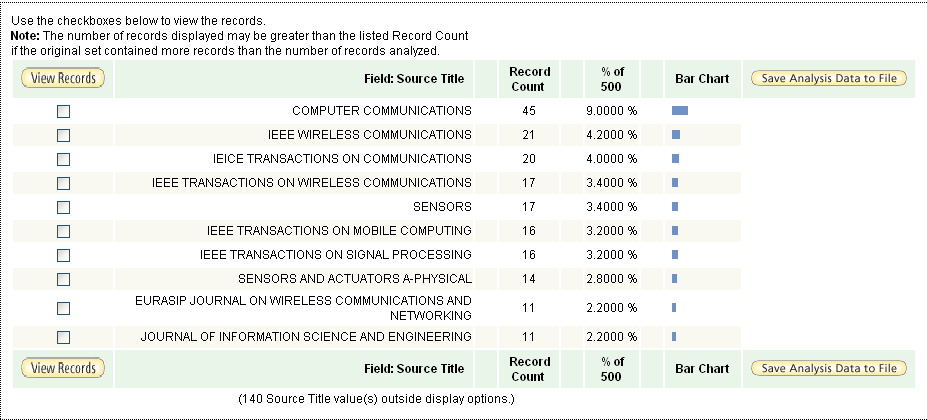 Use the checkboxes below to view the records.
Note: The number of records displayed may be greater than the listed Record Count
if the original set contained more records than the number of records analyzed.
View Records Field: Source Title Record Count % of 500 Bar Chart Save Analysis Data to File
COMPUTER COMMUNICATIONS 45 9.0000 %
IEEE WIRELESS COMMUNICATIONS 21 4.2000 %
IEICE TRANSACTIONS ON COMMUNICATIONS 20 4.0000 %
IEEE TRANSACTIONS ON WIRELESS COMMUNICATIONS 17 3.4000 %
SENSORS 17 3.4000 %
IEEE TRANSACTIONS ON MOBILE COMPUTING 16 3.2000 %
IEEE TRANSACTIONS ON SIGNAL PROCESSING 16 3.2000 %
SENSORS AND ACTUATORS A-PHYSICAL 14 2.8000 %
EURASIP JOURNAL ON WIRELESS COMMUNICATIONS AND
NETWORKING 11 2.2000 %
JOURNAL OF INFORMATION SCIENCE AND ENGINEERING 11 2.2000 %
View Records Field: Source Title Record Count % of 500 Bar Chart Save Analysis Data to File
(140 Source Title value(s) outside display options.)